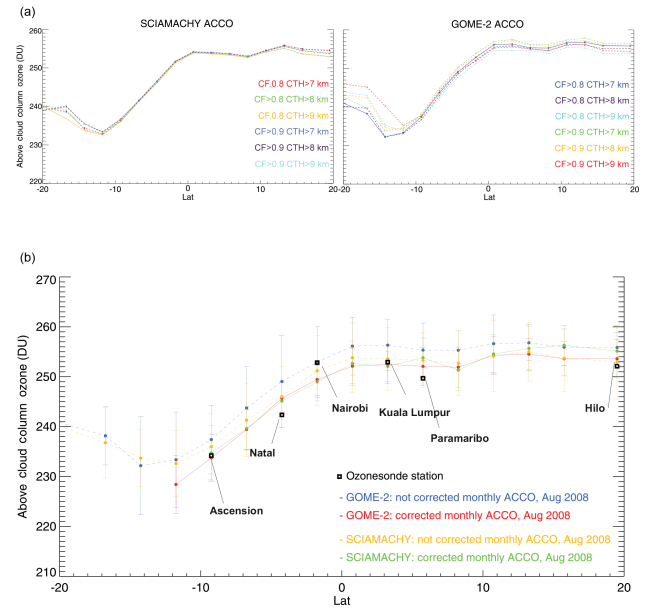 (a)
SCIAMACHY ACCO
GOME-2 ACCO
Above cloud column ozone (DU)
260
250
240
230
220
CF.0.8 CTH>7 km
CF>0.8 CTH>8 km
CF>0.8 CTH>9 km
CF>0.9 CTH>7 km
CF>0.9 CTH>8 km
CF>0.9 CTH>9 km
CF>0.8 CTH>7 km
CF>0.8 CTH>8 km
CF>0.8 CTH>9 km
CF>0.9 CTH>7 km
CF>0.9 CTH>8 km
CF>0.9 CTH>9 km
-20 -10 0 10 20
Lat
-20 -10 0 10 20
Lat
(b)
Above cloud column ozone (DU)
270
260
250
240
230
220
210
Nairobi
Kuala Lumpur
Hilo
Natal
Paramaribo
Ascension
Ozonesonde station
- GOME-2: not corrected monthly ACCO, Aug 2008
- GOME-2: corrected monthly ACCO, Aug 2008
- SCIAMACHY: not corrected monthly ACCO, Aug 2008
- SCIAMACHY: corrected monthly ACCO, Aug 2008
-20 -10 0 10 20
Lat